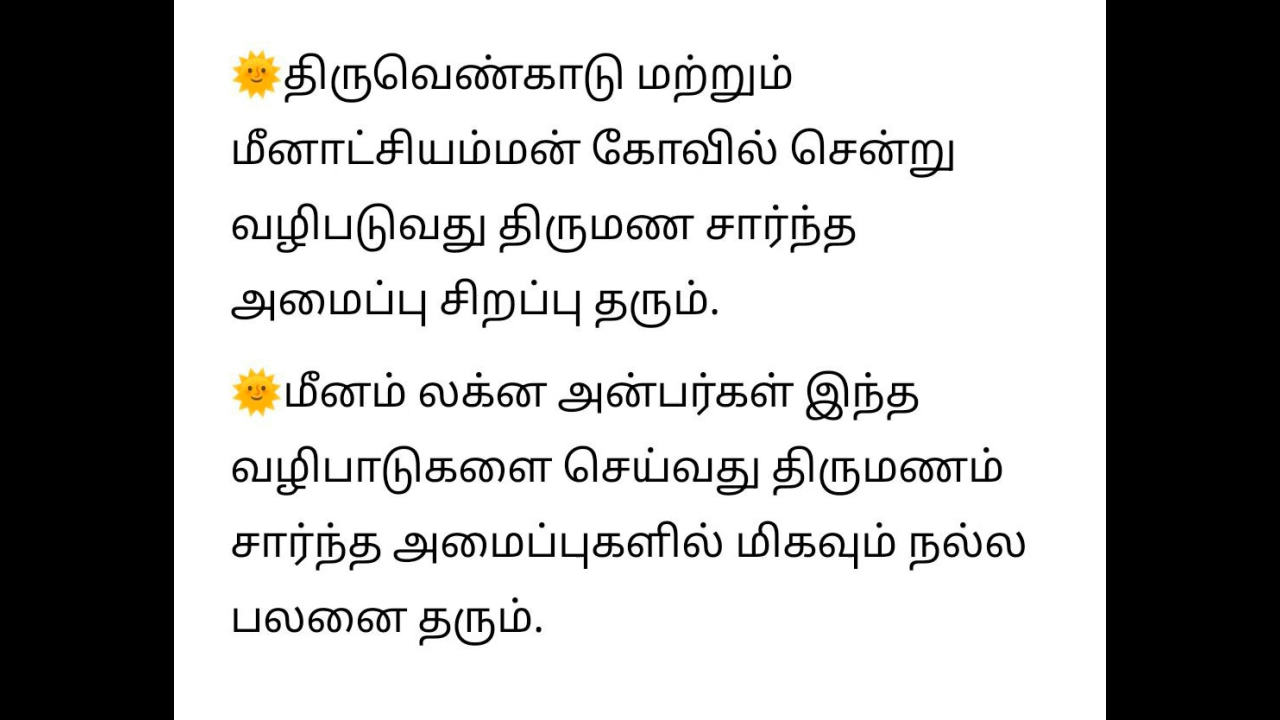 🌞திருவெண்காடு மற்றும்
மீனாட்சியம்மன் கோவில் சென்று
வழிபடுவது திருமண சார்ந்த
அமைப்பு சிறப்பு தரும்.
🌞மீனம் லக்ன அன்பர்கள் இந்த
வழிபாடுகளை செய்வது திருமணம்
சார்ந்த அமைப்புகளில் மிகவும் நல்ல
பலனை தரும்.